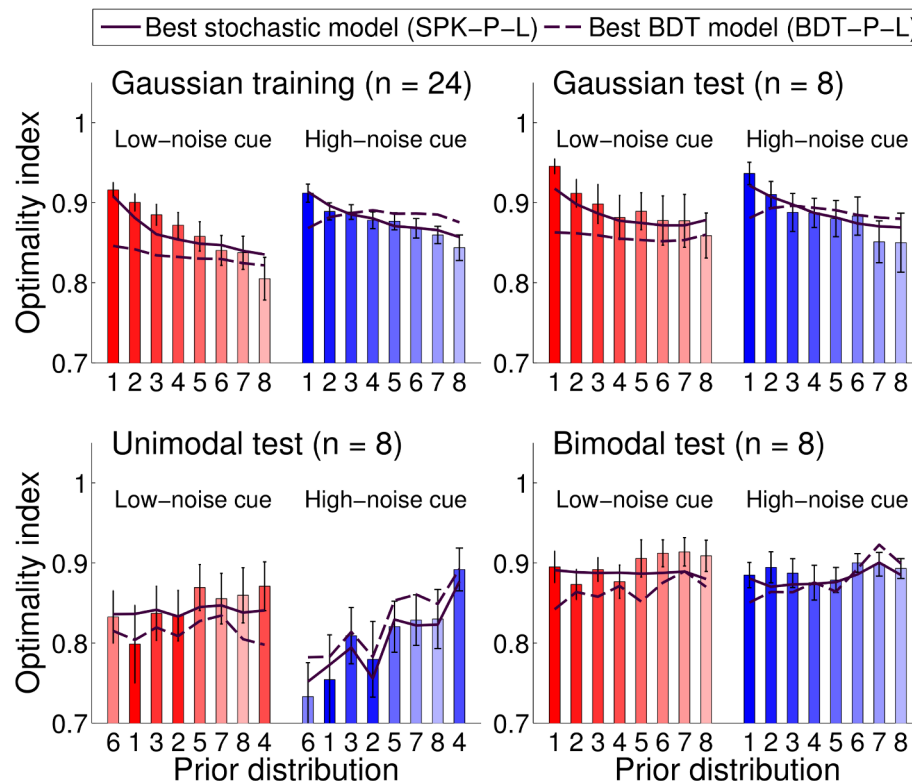 Best stochastic model (SPK−P−L) Best BDT model (BDT−P−L)
Gaussian training (n = 24)
Low−noise cue High−noise cue
Optimality index
1
0.9
0.8
0.7
1 2 3 4 5 6 7 8 1 2 3 4 5 6 7 8
Gaussian test (n = 8)
Low−noise cue High−noise cue
1
0.9
0.8
0.7
1 2 3 4 5 6 7 8 1 2 3 4 5 6 7 8
Unimodal test (n = 8)
Low−noise cue High−noise cue
Optimality index
1
0.9
0.8
0.7
6 1 3 2 5 7 8 4 6 1 3 2 5 7 8 4
Prior distribution
Bimodal test (n = 8)
Low−noise cue High−noise cue
1
0.9
0.8
0.7
1 2 3 4 5 6 7 8 1 2 3 4 5 6 7 8
Prior distribution